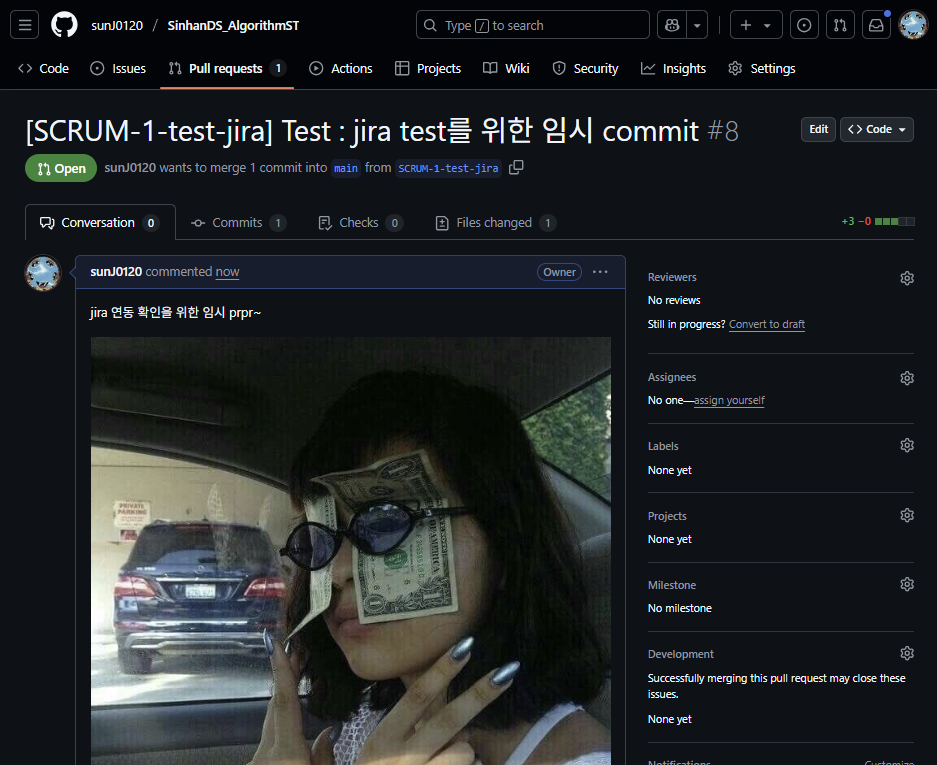 sunJ0120 / SinhanDS_AlgorithmST
Type / to search
Code Issues Pull requests 1 Actions Projects Wiki Security Insights Settings
[SCRUM-1-test-jira] Test : jira test를 위한 임시 commit #8
Edit Code
Open sunJ0120 wants to merge 1 commit into main from SCRUM-1-test-jira
Conversation 0 Commits 1 Checks 0 Files changed 1
+3 −0
sunJ0120 commented now Owner
jira 연동 확인을 위한 임시 prpr~
PRIVATE
PARKING
Reviewers
No reviews
Still in progress? Convert to draft
Assignees
No one—assign yourself
Labels
None yet
Projects
None yet
Milestone
No milestone
Development
Successfully merging this pull request may close these
issues.
None yet
Notifications Customize